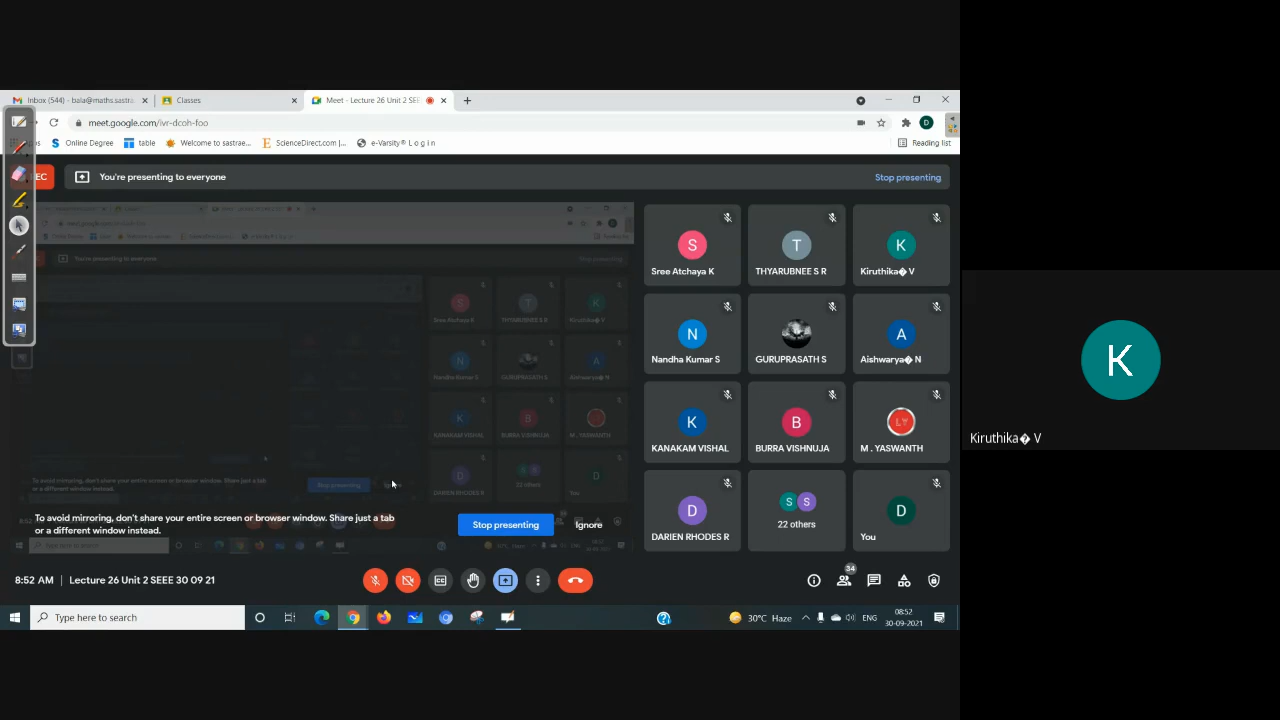 Inbox (544) - bala@maths.sastra.
Classes
Meet - Lecture 26 Unit 2 SEE
meet.google.com/ivr-dcoh-foo
Online Degree
table
Welcome to sastrae...
ScienceDirect.com |...
e-Varsity® L o g i n
Reading list
You're presenting to everyone
Stop presenting
S
Sree Atchaya K
T
THYARUBNEE S R
K
Kiruthika� V
N
Nandha Kumar S
GURUPRASATH S
A
Aishwarya� N
K
KANAKAM VISHAL
B
BURRA VISHNUJA
LY
M . YASWANTH
D
DARIEN RHODES R
S S
22 others
D
You
K
Kiruthika� V
To avoid mirroring, don't share your entire screen or browser window. Share just a tab
or a different window instead.
Stop presenting
Ignore
8:52 AM | Lecture 26 Unit 2 SEEE 30 09 21
34
Type here to search
30°C Haze
ENG
08:52
30-09-2021